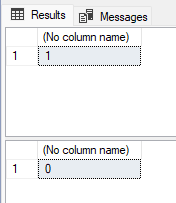 Results Messages
(No column name)
1 1
(No column name)
1 0